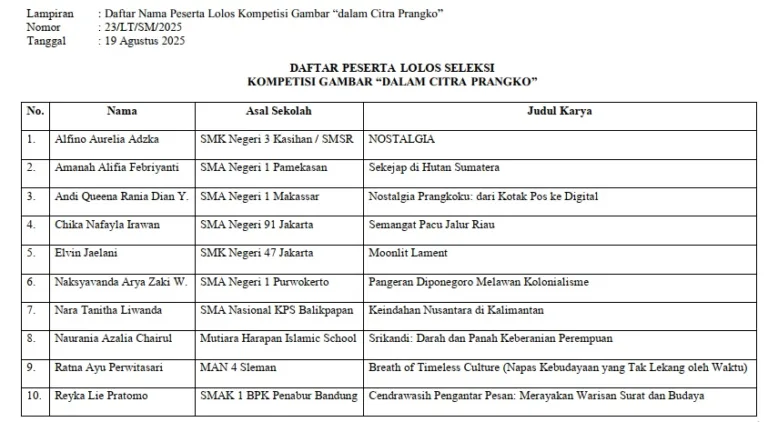 Lampiran : Daftar Nama Peserta Lolos Kompetisi Gambar “dalam Citra Prangko”
Nomor : 23/LT/SM/2025
Tanggal : 19 Agustus 2025
DAFTAR PESERTA LOLOS SELEKSI
KOMPETISI GAMBAR “DALAM CITRA PRANGKO”
No. Nama Asal Sekolah Judul Karya
1. Alfino Aurelia Adzka SMK Negeri 3 Kasihan / SMSR NOSTALGIA
2. Amanah Alifia Febriyanti SMA Negeri 1 Pamekasan Sekejap di Hutan Sumatera
3. Andi Queena Rania Dian Y. SMA Negeri 1 Makassar Nostalgia Prangkoku: dari Kotak Pos ke Digital
4. Chika Nafayla Irawan SMA Negeri 91 Jakarta Semangat Pacu Jalur Riau
5. Elvin Jaelani SMK Negeri 47 Jakarta Moonlit Lament
6. Naksyavanda Arya Zaki W. SMA Negeri 1 Purwokerto Pangeran Diponegoro Melawan Kolonialisme
7. Nara Tanitha Liwanda SMA Nasional KPS Balikpapan Keindahan Nusantara di Kalimantan
8. Naurania Azalia Chairul Mutiara Harapan Islamic School Srikandi: Darah dan Panah Keberanian Perempuan
9. Ratna Ayu Perwitasari MAN 4 Sleman Breath of Timeless Culture (Napas Kebudayaan yang Tak Lekang oleh Waktu)
10. Reyka Lie Pratomo SMAK 1 BPK Penabur Bandung Cendrawasih Pengantar Pesan: Merayakan Warisan Surat dan Budaya